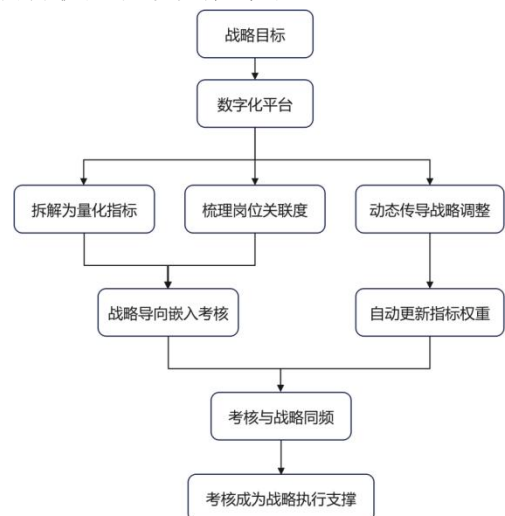 战略目标
数字化平台
拆解为量化指标
梳理岗位关联度
动态传导战略调整
战略导向嵌入考核
自动更新指标权重
考核与战略同频
考核成为战略执行支撑